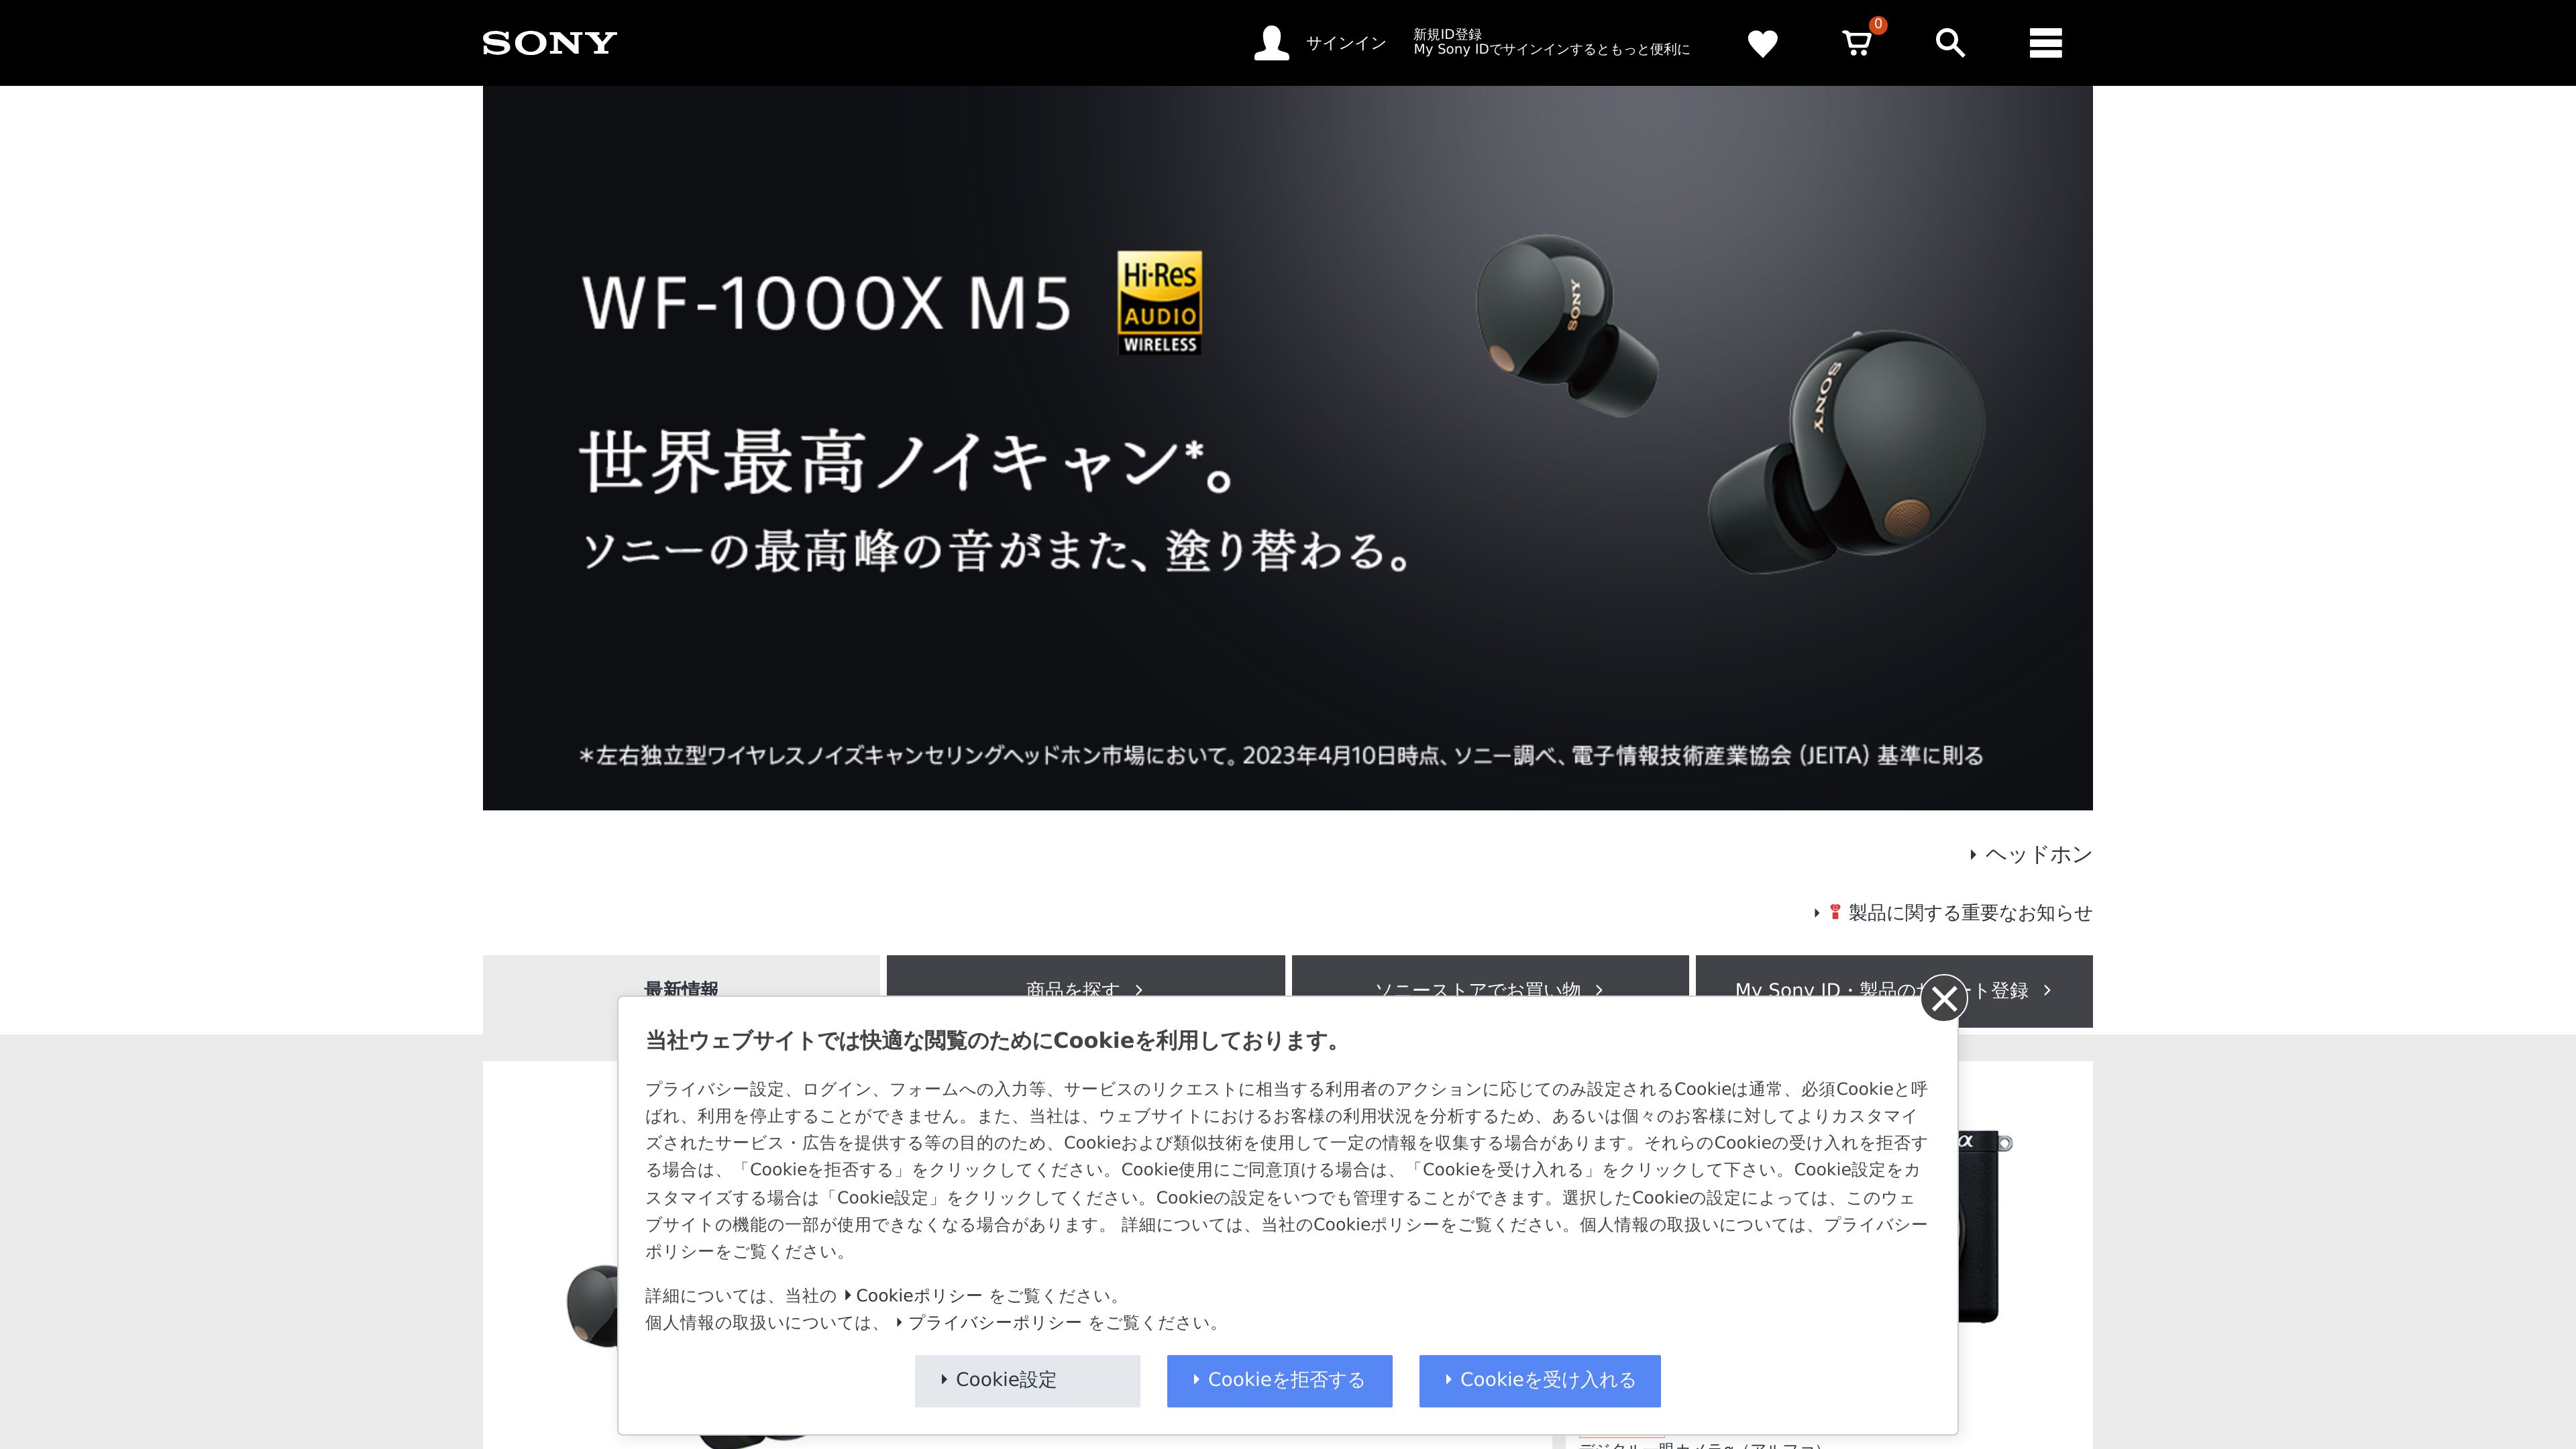 SONY
サインイン
新規ID登録
My Sony IDでサインインするともっと便利に
0
WF-1000X M5
Hi-Res
AUDIO
WIRELESS
世界最高ノイキャン*。
ソニーの最高峰の音がまた、塗り替わる。
SONY
SONY
*左右独立型ワイヤレスノイズキャンセリングヘッドホン市場において。2023年4月10日時点、ソニー調べ、電子情報技術産業協会（JEITA）基準に則る
ヘッドホン
製品に関する重要なお知らせ
最新情報
商品を探す
ソニーストアでお買い物
My Sony ID・製品の
ト登録
当社ウェブサイトでは快適な閲覧のためにCookieを利用しております。
プライバシー設定、ログイン、フォームへの入力等、サービスのリクエストに相当する利用者のアクションに応じてのみ設定されるCookieは通常、必須Cookieと呼
ばれ、利用を停止することができません。また、当社は、ウェブサイトにおけるお客様の利用状況を分析するため、あるいは個々のお客様に対してよりカスタマイ
ズされたサービス・広告を提供する等の目的のため、Cookieおよび類似技術を使用して一定の情報を収集する場合があります。それらのCookieの受け入れを拒否す
る場合は、「Cookieを拒否する」をクリックしてください。Cookie使用にご同意頂ける場合は、「Cookieを受け入れる」をクリックして下さい。Cookie設定をカ
スタマイズする場合は「Cookie設定」をクリックしてください。Cookieの設定をいつでも管理することができます。選択したCookieの設定によっては、このウェ
ブサイトの機能の一部が使用できなくなる場合があります。 詳細については、当社のCookieポリシーをご覧ください。個人情報の取扱いについては、プライバシー
ポリシーをご覧ください。
詳細については、当社の Cookieポリシー をご覧ください。
個人情報の取扱いについては、 プライバシーポリシー をご覧ください。
Cookie設定
Cookieを拒否する
Cookieを受け入れる
α
デジタル一眼カメラα（アルファ）